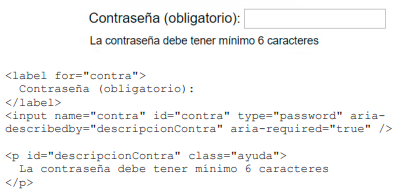 Contraseña (obligatorio):
La contraseña debe tener mínimo 6 caracteres
<label for="contra">
  Contraseña (obligatorio):
</label>
<input name="contra" id="contra" type="password" aria-
describedby="descripcionContra" aria-required="true" />
<p id="descripcionContra" class="ayuda">
  La contraseña debe tener mínimo 6 caracteres
</p>